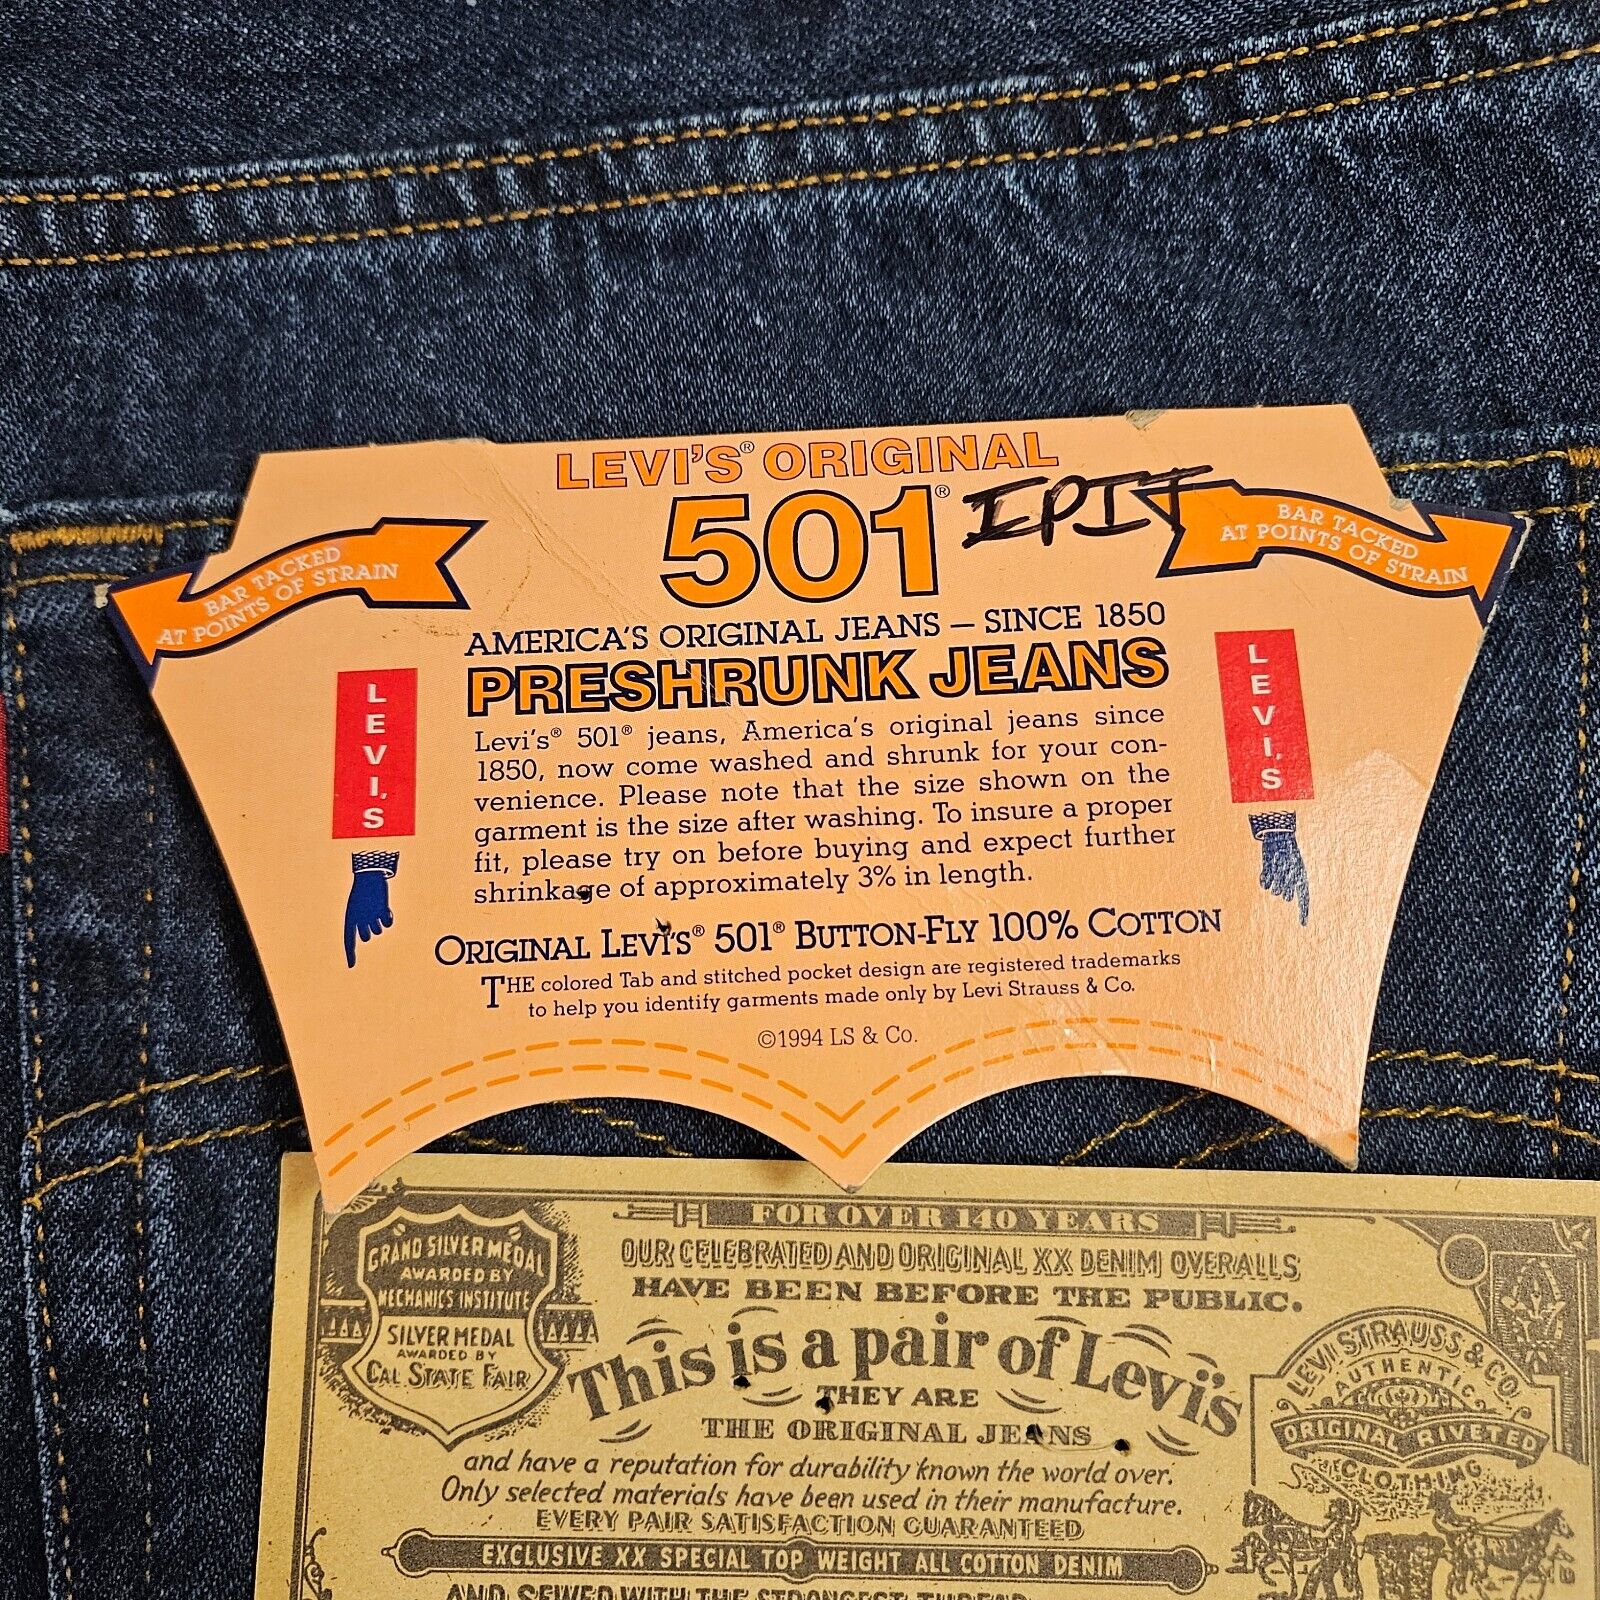 LEVI'S® ORIGINAL
501®
EPIT
BAR TACKED
AT POINTS OF STRAIN
BAR TACKED
AT POINTS OF STRAIN
AMERICA'S ORIGINAL JEANS – SINCE 1850
PRESHRUNK JEANS
LEVI'S
LEVI'S
Levi's® 501® jeans, America's original jeans since
1850, now come washed and shrunk for your con-
venience. Please note that the size shown on the
garment is the size after washing. To insure a proper
fit, please try on before buying and expect further
shrinkage of approximately 3% in length.
ORIGINAL LEVI'S® 501® BUTTON-FLY 100% COTTON
THE colored Tab and stitched pocket design are registered trademarks
to help you identify garments made only by Levi Strauss & Co.
©1994 LS & Co.
GRAND SILVER MEDAL
AWARDED BY
MECHANICS INSTITUTE
SILVER MEDAL
AWARDED BY
CAL STATE FAIR
FOR OVER 140 YEARS
OUR CELEBRATED AND ORIGINAL XX DENIM OVERALLS
HAVE BEEN BEFORE THE PUBLIC.
This is a pair of Levi's
THEY ARE
THE ORIGINAL JEANS
and have a reputation for durability known the world over.
Only selected materials have been used in their manufacture.
EVERY PAIR SATISFACTION GUARANTEED
EXCLUSIVE XX SPECIAL TOP WEIGHT ALL COTTON DENIM
AND SEWED WITH THE STRONGEST THREAD
LEVI STRAUSS & CO.
AUTHENTIC
ORIGINAL RIVETED
CLOTHING